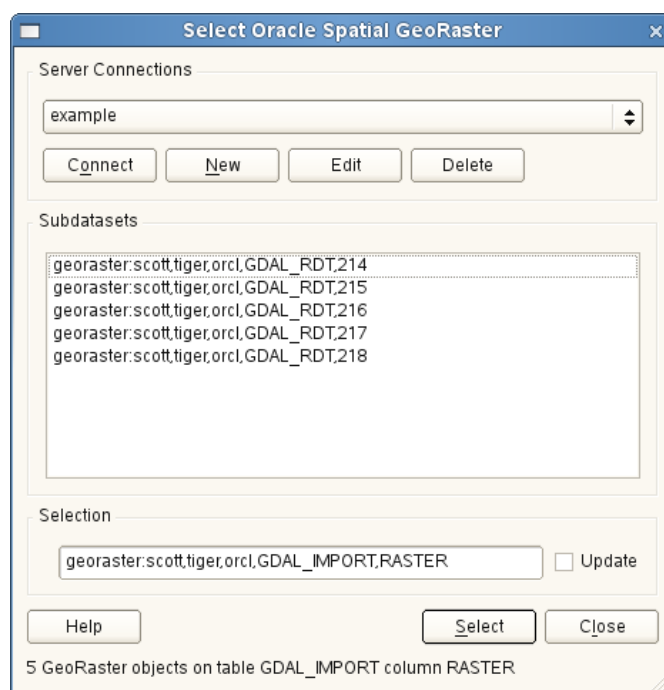 Select Oracle Spatial GeoRaster
Server Connections
example
Connect New Edit Delete
Subdatasets
georaster:scott,tiger,orcl,GDAL_RDT,214
georaster:scott,tiger,orcl,GDAL_RDT,215
georaster:scott,tiger,orcl,GDAL_RDT,216
georaster:scott,tiger,orcl,GDAL_RDT,217
georaster:scott,tiger,orcl,GDAL_RDT,218
Selection
georaster:scott,tiger,orcl,GDAL_IMPORT,RASTER Update
Help Select Close
5 GeoRaster objects on table GDAL_IMPORT column RASTER